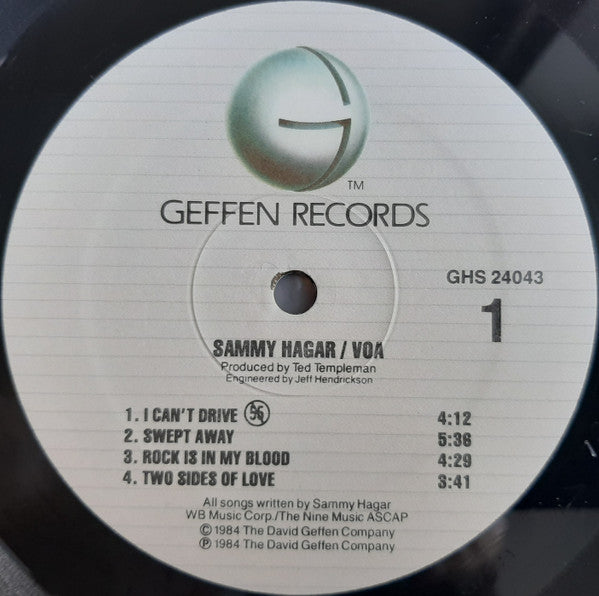 G
TM
GEFFEN RECORDS
GHS 24043
1
SAMMY HAGAR / VOA
Produced by Ted Templeman
Engineered by Jeff Hendrickson
1. I CAN'T DRIVE 55 4:12
2. SWEPT AWAY 5:36
3. ROCK IS IN MY BLOOD 4:29
4. TWO SIDES OF LOVE 3:41
All songs written by Sammy Hagar
WB Music Corp./The Nine Music ASCAP
© 1984 The David Geffen Company
℗ 1984 The David Geffen Company